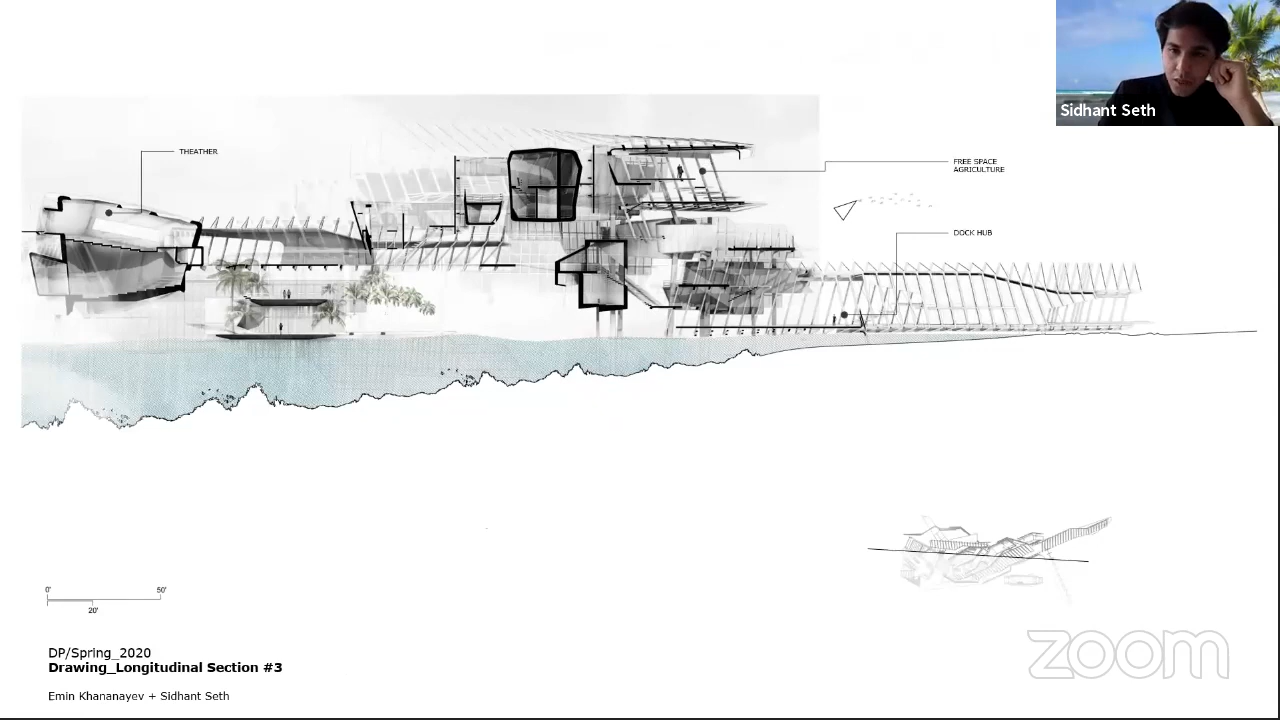 Sidhant Seth
THEATHER
FREE SPACE
AGRICULTURE
DOCK HUB
0'
50'
20'
DP/Spring_2020
Drawing_Longitudinal Section #3
Emin Khananayev + Sidhant Seth
zoom